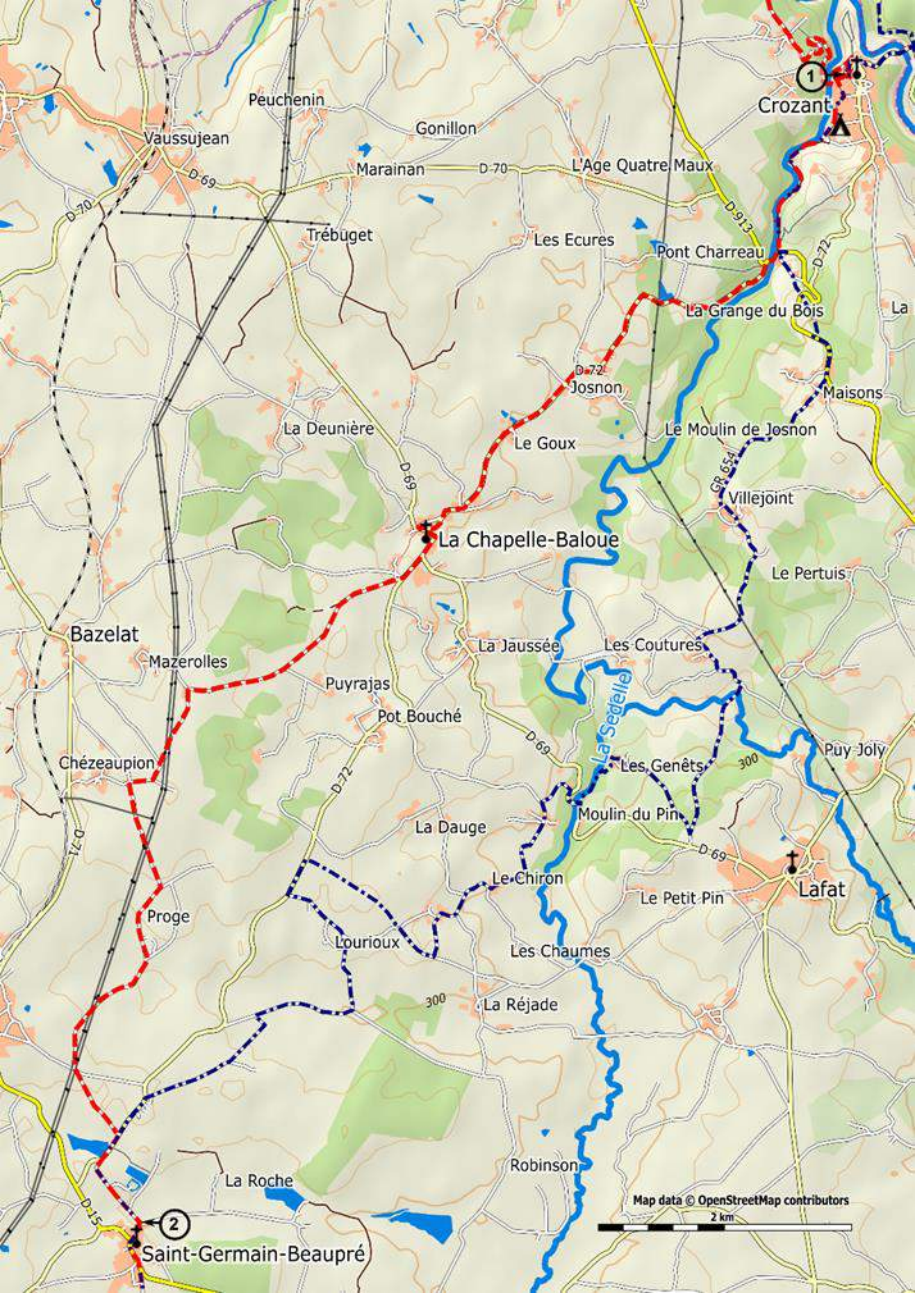 1
Crozant
Peuchenin
Gonillon
Vaussujean
D 69
Marainan
D 70
L'Age Quatre Maux
D 70
D-913
Trébuget
Les Ecures
Pont Charreau
D-72
La Grange du Bois
La
D 72
Josnon
Maisons
La Deunière
Le Goux
Le Moulin de Josnon
D-69
GR 654
Villejoint
La Chapelle-Baloue
Le Pertuis
Bazelat
La Jaussée
Les Coutures
Mazerolles
Puyrajas
Pot Bouché
La Sédelle
D-69
Puy Joly
Chézeaupion
Les Genêts
300
D-72
Moulin du Pin
La Dauge
D-71
D-69
Le Chiron
Le Petit Pin
Lafat
Proge
Lourioux
Les Chaumes
300
La Réjade
Robinson
La Roche
Map data © OpenStreetMap contributors
2 km
D-15
2
Saint-Germain-Beaupré